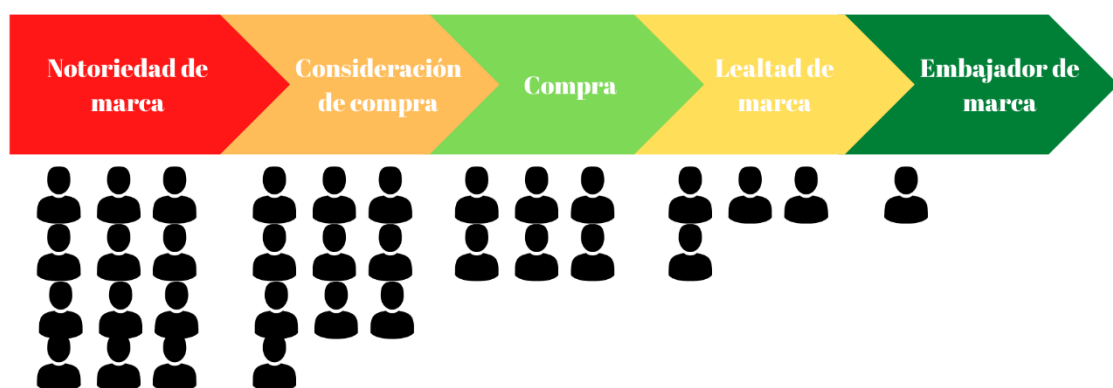 Notoriedad de
marca
Consideración
de compra
Compra
Lealtad de
marca
Embajador de
marca